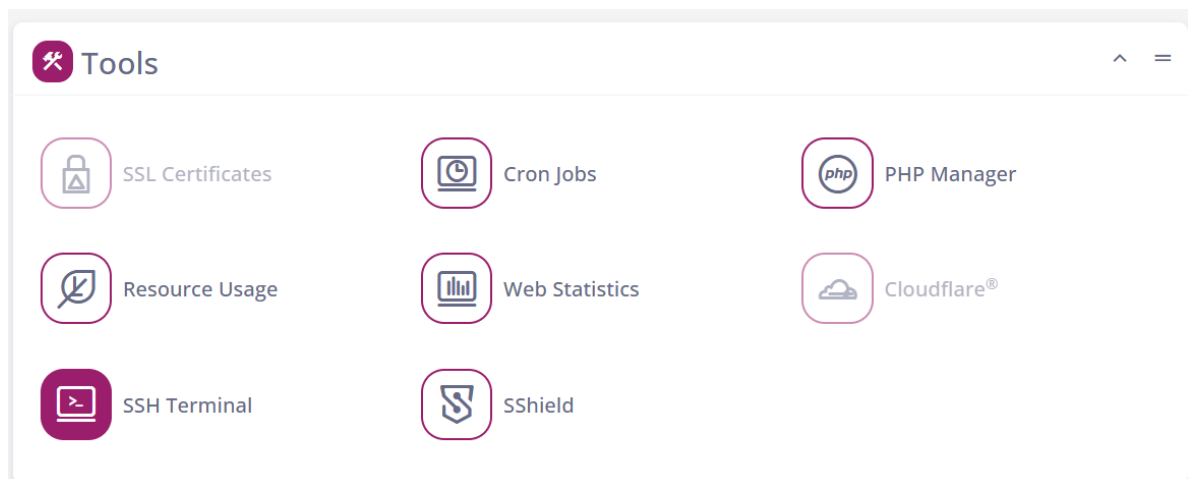 Tools
SSL Certificates
Cron Jobs
php
PHP Manager
Resource Usage
Web Statistics
Cloudflare®
>_
SSH Terminal
SShield